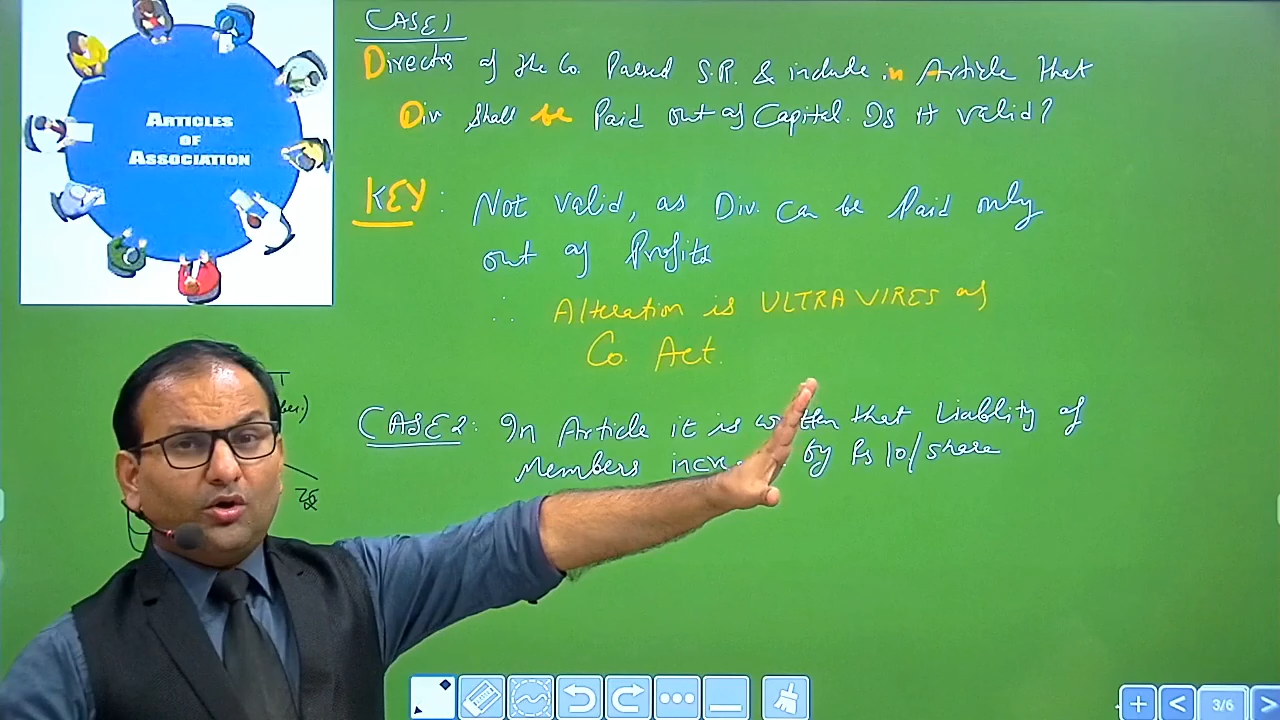 ARTICLES
OF
ASSOCIATION
CASE 1
Director of the Co. Passed S.R. & include in Article that
Div shall be Paid out of Capital. Is it valid?
KEY: Not valid, as Div. Can be Paid only
out of Profits
∴ Alteration is ULTRA VIRES of
Co. Act.
CASE 2: In Article it is that Liablity of
Members by Rs 10/share
ber.)
3/6